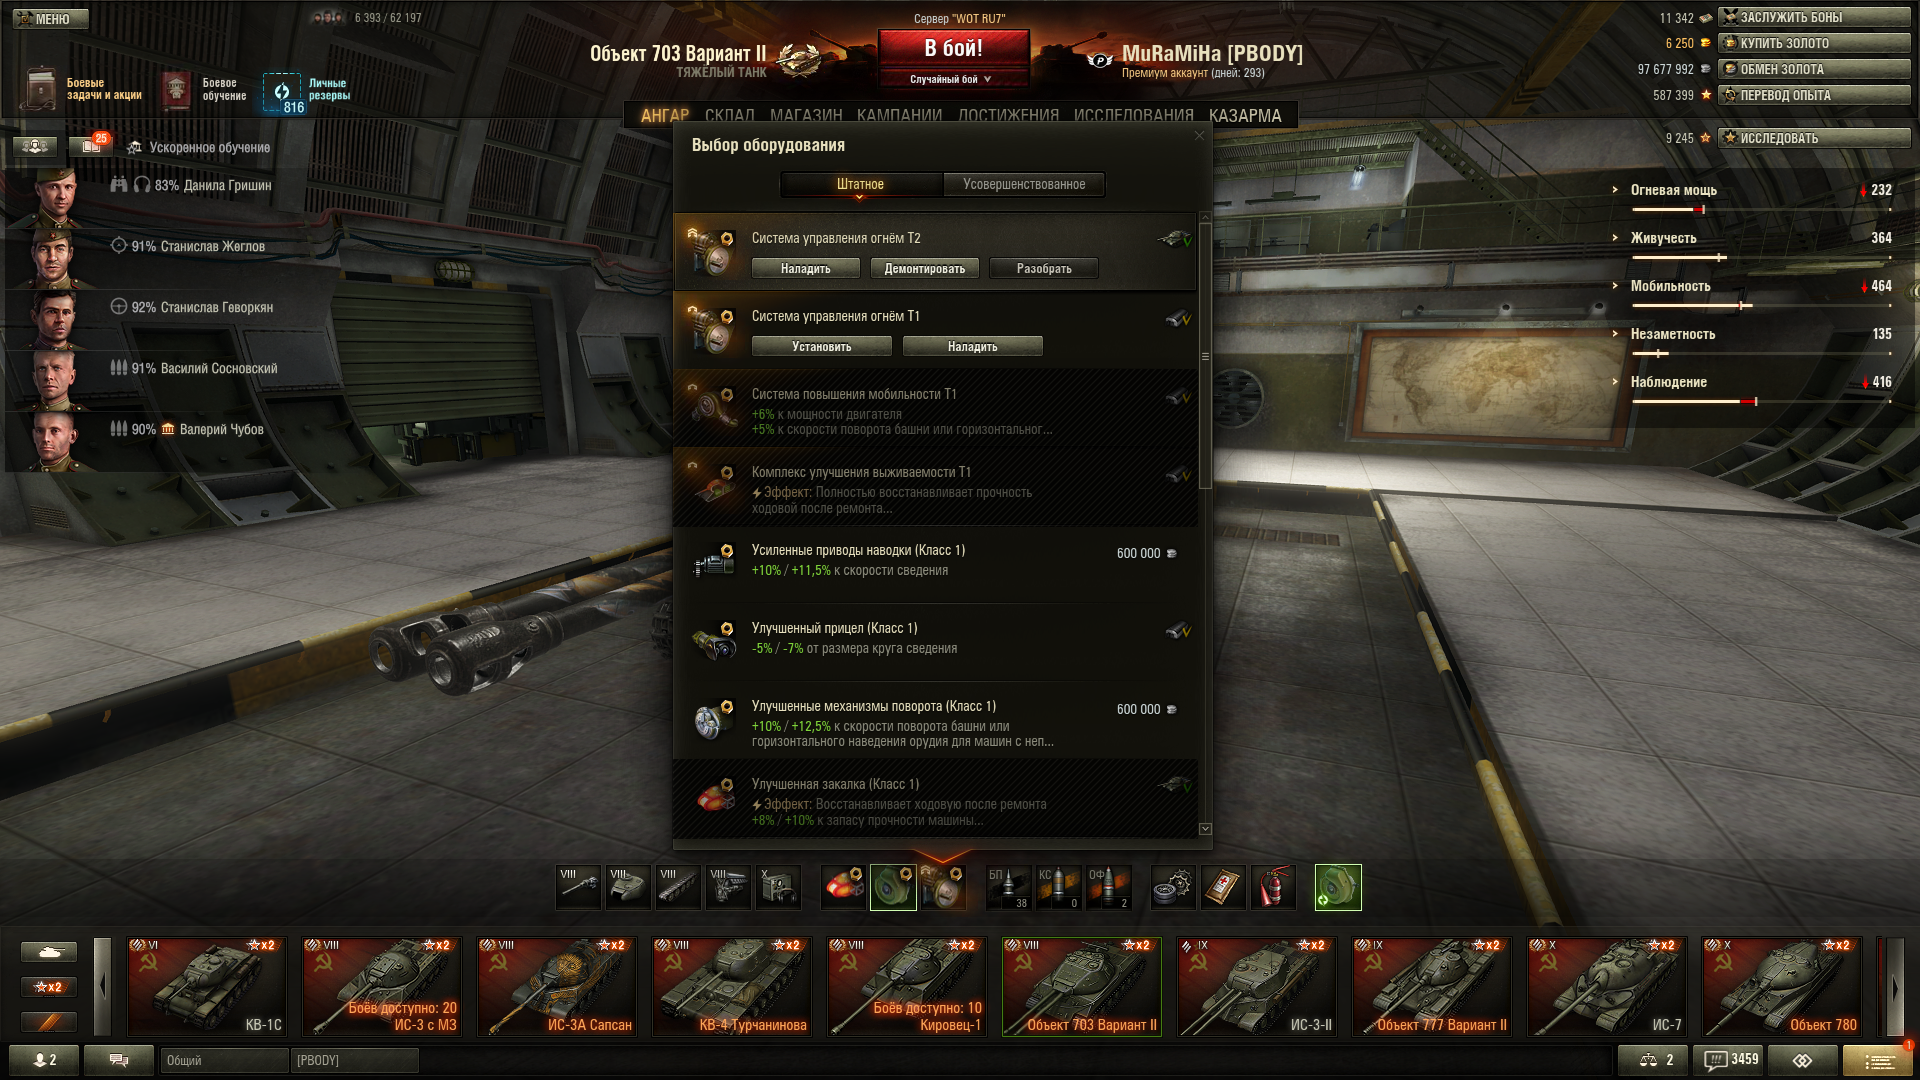 МЕНЮ
6 393 / 62 197
Сервер "WOT RU7"
Объект 703 Вариант II
ТЯЖЁЛЫЙ ТАНК
В бой!
Случайный бой
MuRaMiHa [PBODY]
Премиум аккаунт (дней: 293)
11 342
ЗАСЛУЖИТЬ БОНЫ
6 250
КУПИТЬ ЗОЛОТО
97 677 992
ОБМЕН ЗОЛОТА
587 399
ПЕРЕВОД ОПЫТА
9 245
ИССЛЕДОВАТЬ
Боевые
задачи и акции
Боевое
обучение
Личные
резервы
816
АНГАР СКЛАД МАГАЗИН КАМПАНИИ ДОСТИЖЕНИЯ ИССЛЕДОВАНИЯ КАЗАРМА
25
Ускоренное обучение
83% Данила Гришин
91% Станислав Жеглов
92% Станислав Геворкян
91% Василий Сосновский
90% Валерий Чубов
Выбор оборудования
Штатное
Усовершенствованное
Система управления огнём Т2
Наладить
Демонтировать
Разобрать
Система управления огнём Т1
Установить
Наладить
Система повышения мобильности Т1
+6% к мощности двигателя
+5% к скорости поворота башни или горизонтальног...
Комплекс улучшения выживаемости Т1
Эффект: Полностью восстанавливает прочность
ходовой после ремонта...
Усиленные приводы наводки (Класс 1)
600 000
+10% / +11,5% к скорости сведения
Улучшенный прицел (Класс 1)
-5% / -7% от размера круга сведения
Улучшенные механизмы поворота (Класс 1)
600 000
+10% / +12,5% к скорости поворота башни или
горизонтального наведения орудия для машин с неп...
Улучшенная закалка (Класс 1)
Эффект: Восстанавливает ходовую после ремонта
+8% / +10% к запасу прочности машины...
Огневая мощь 232
Живучесть 364
Мобильность 464
Незаметность 135
Наблюдение 416
VIII VIII VIII VIII X
БП 38
КС 0
ОФ 2
VI x2
КВ-1С
VIII x2
Боёв доступно: 20
ИС-3 с МЗ
VIII x2
ИС-3А Сапсан
VIII x2
КВ-4 Турчанинова
VIII x2
Боёв доступно: 10
Кировец-1
VIII x2
Объект 703 Вариант II
IX x2
ИС-3-II
IX x2
Объект 777 Вариант II
X x2
ИС-7
X x2
Объект 780
x2
2
Общий
[PBODY]
2
3459
1